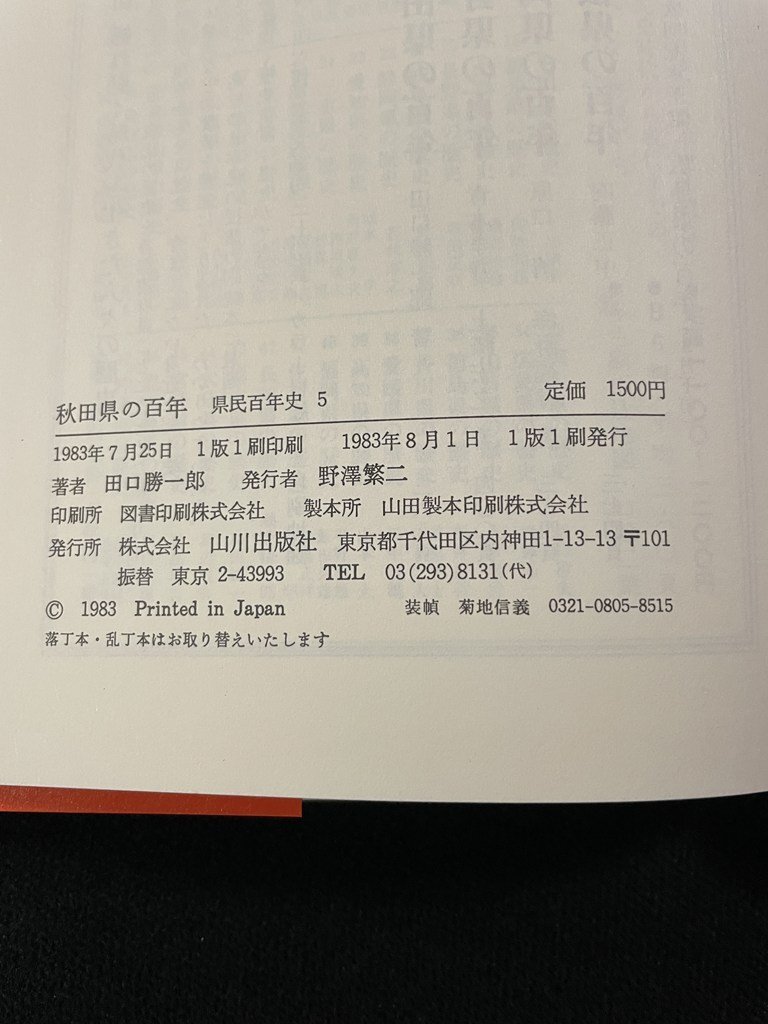 秋田県の百年 県民百年史 5 定価 1500円
1983年7月25日 1版1刷印刷 1983年8月1日 1版1刷発行
著者 田口勝一郎 発行者 野澤繁二
印刷所 図書印刷株式会社 製本所 山田製本印刷株式会社
発行所 株式会社 山川出版社 東京都千代田区内神田1-13-13 〒101
振替 東京 2-43993 TEL 03(293)8131(代)
© 1983 Printed in Japan 装幀 菊地信義 0321-0805-8515
落丁本・乱丁本はお取り替えいたします